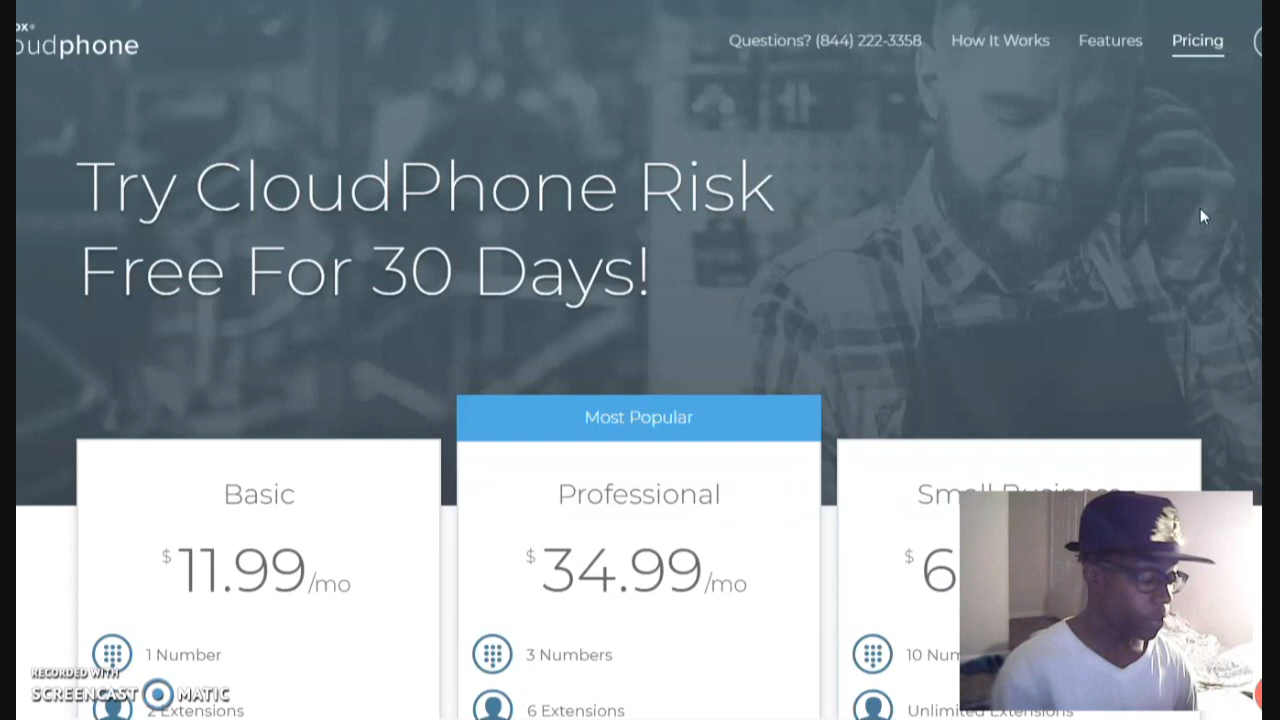 oudphone
Questions? (844) 222-3358 How It Works Features Pricing
Try CloudPhone Risk
Free For 30 Days!
Most Popular
Basic
Professional
$11.99/mo
$34.99/mo
$6
1 Number
3 Numbers
10 Num
2 Extensions
6 Extensions
Unlimited Extensions
RECORDED WITH
SCREENCAST MATIC